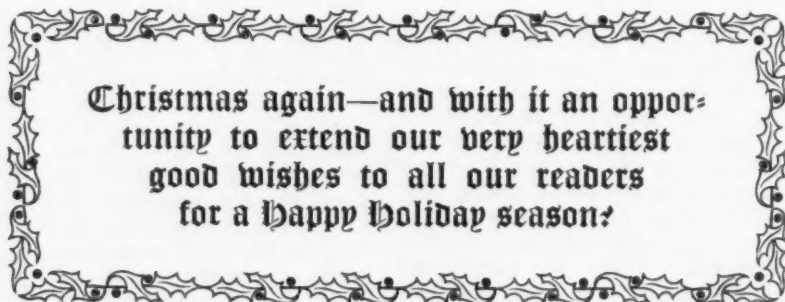 Christmas again—and with it an oppor-
tunity to extend our very heartiest
good wishes to all our readers
for a Happy Holiday season!